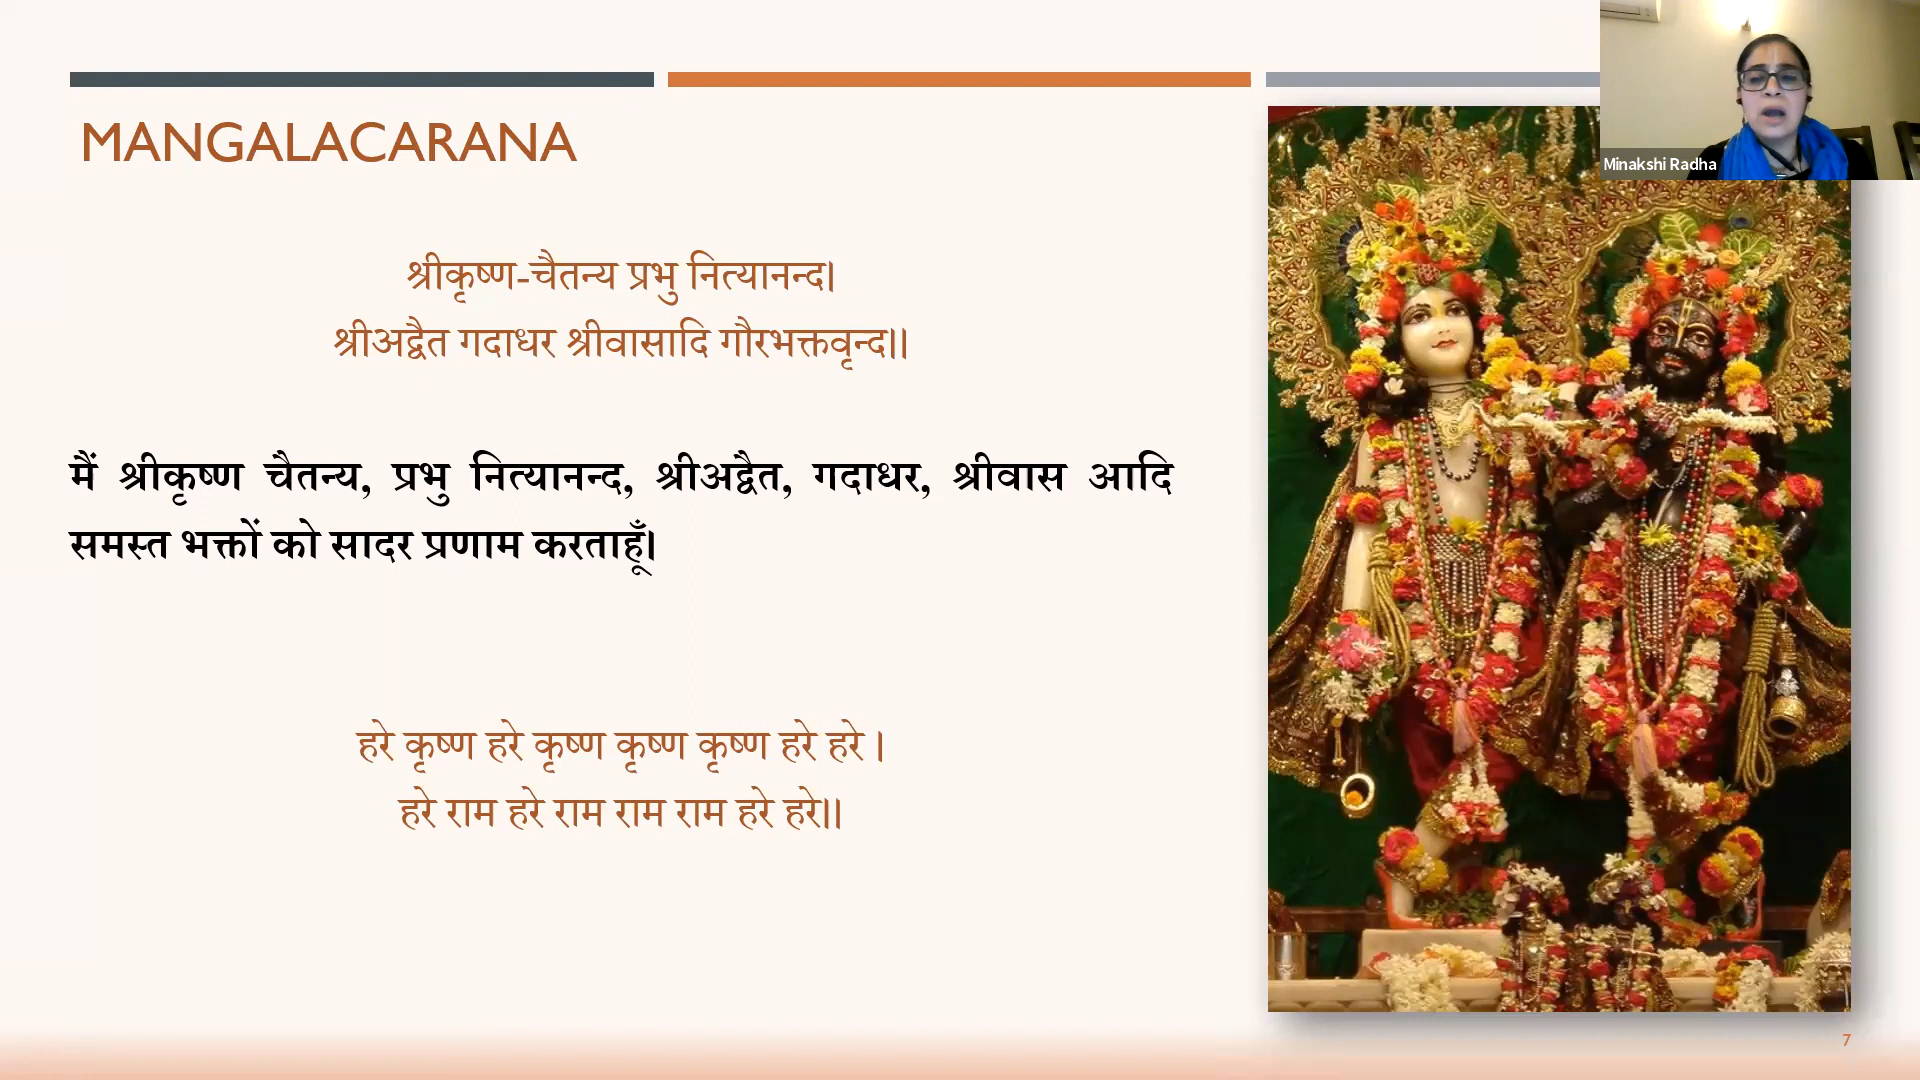 MANGALACARANA
श्रीकृष्ण-चैतन्य प्रभु नित्यानन्द।
श्रीअद्वैत गदाधर श्रीवासादि गौरभक्तवृन्द।।
मैं श्रीकृष्ण चैतन्य, प्रभु नित्यानन्द, श्रीअद्वैत, गदाधर, श्रीवास आदि
समस्त भक्तों को सादर प्रणाम करताहूँ।
हरे कृष्ण हरे कृष्ण कृष्ण कृष्ण हरे हरे ।
हरे राम हरे राम राम राम हरे हरे।।
Minakshi Radha
7